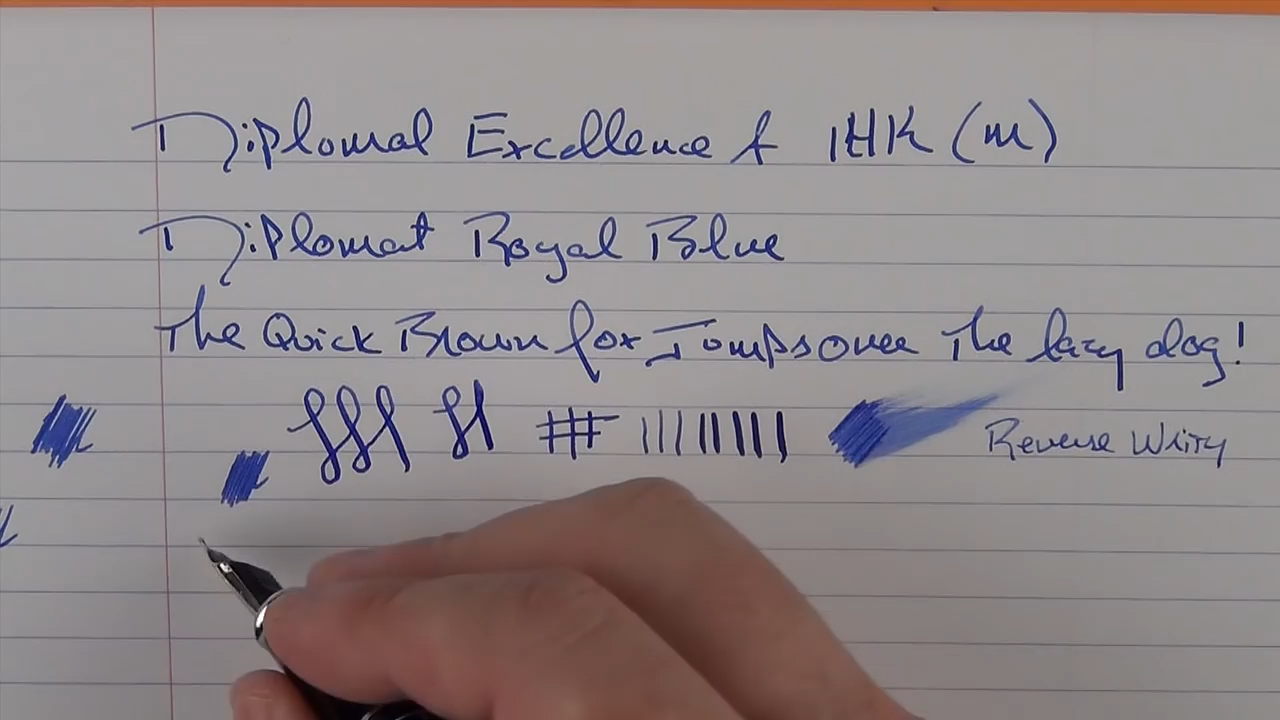 Diplomat Excellence A 14K (M)
Diplomat Royal Blue
The Quick Brown fox Jumps over The lazy dog!
Reverse Writing